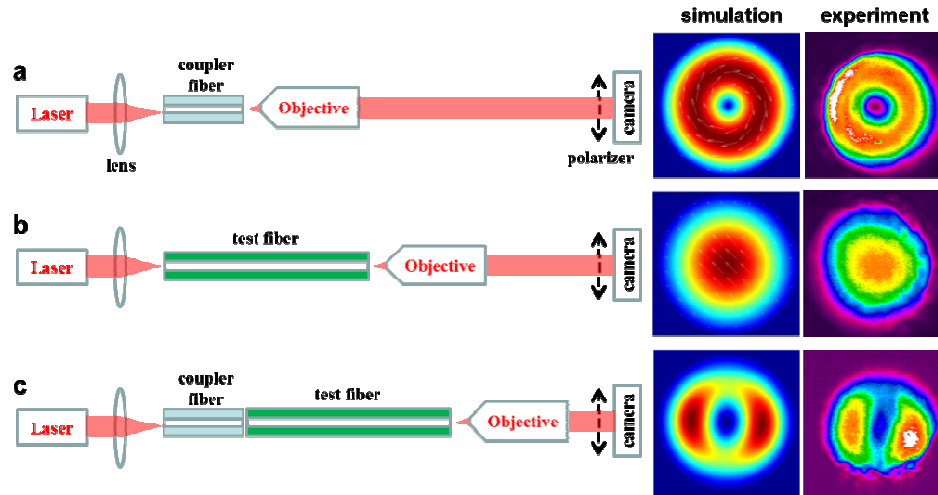 simulation experiment
a
coupler
fiber
Laser
Objective
camera
lens
polarizer
b
test fiber
Laser
Objective
camera
c
coupler
fiber
test fiber
Laser
Objective
camera